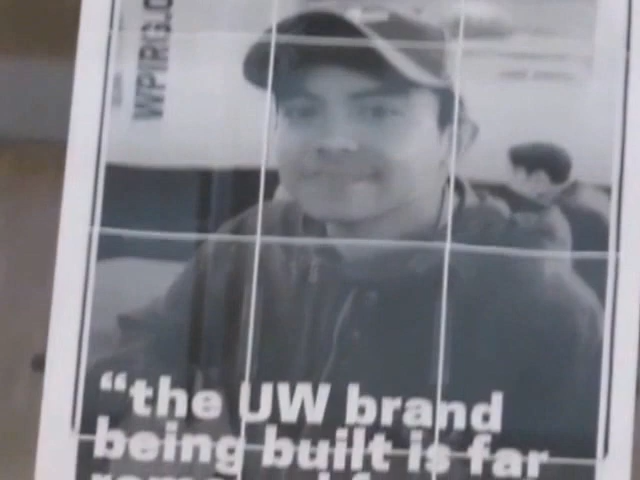 WPIRG.O
“the UW brand
being built is far